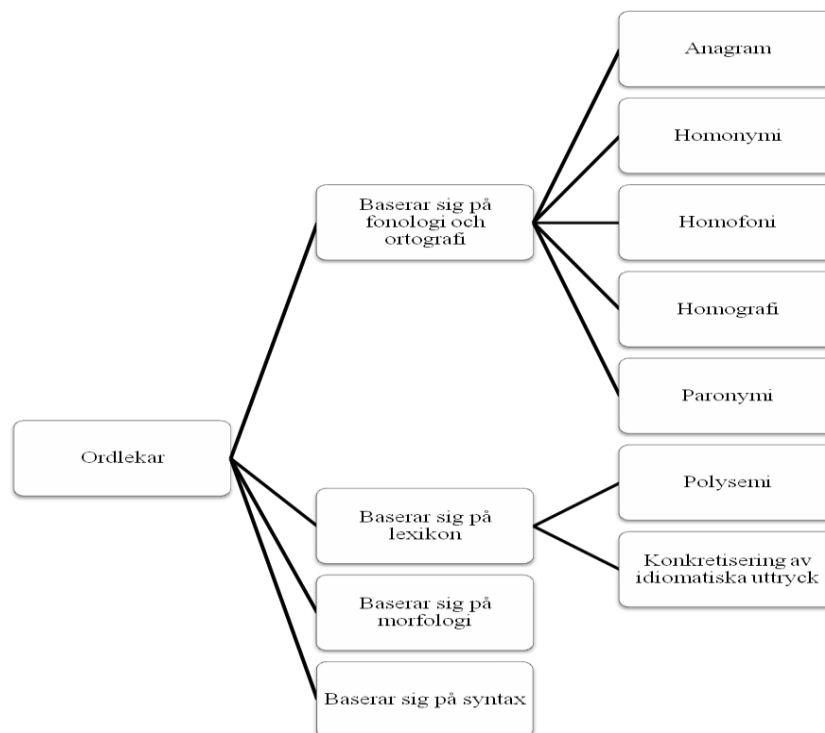 Ordlekar
Baserar sig på
fonologi och
ortografi
Anagram
Homonymi
Homofoni
Homografi
Paronymi
Baserar sig på
lexikon
Polysemi
Konkretisering av
idiomatiska uttryck
Baserar sig på
morfologi
Baserar sig på syntax